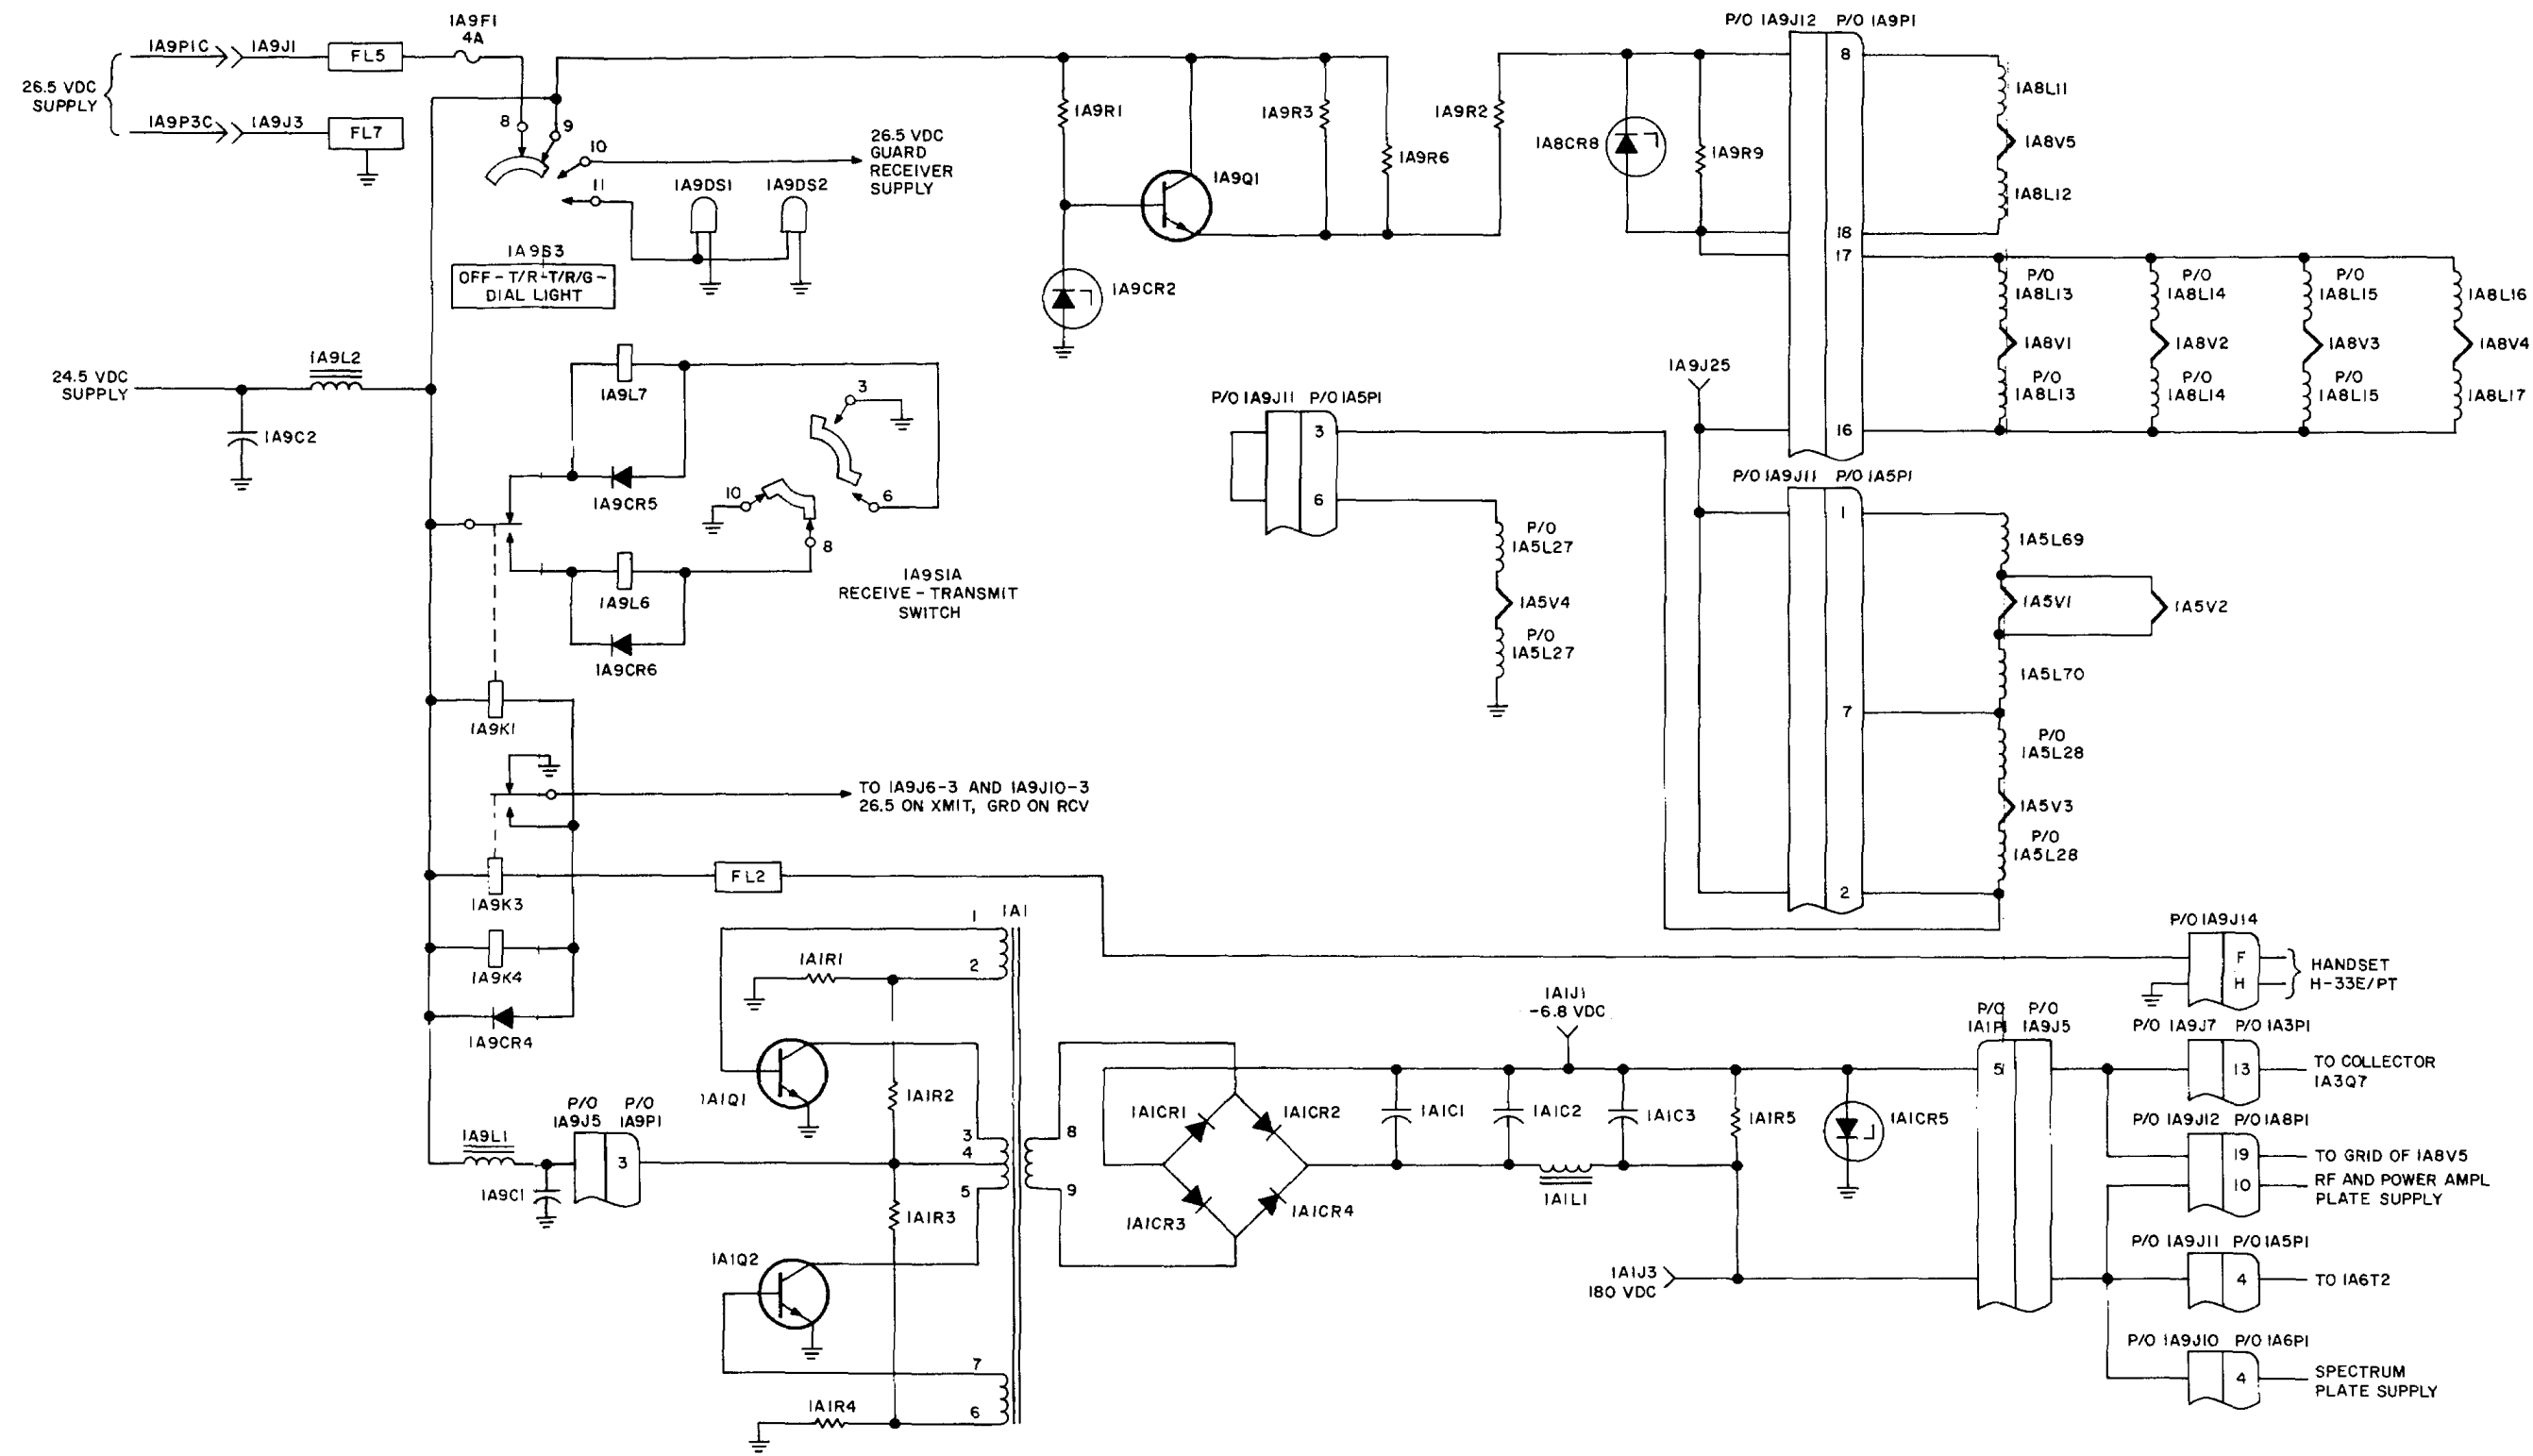 1A9F1
4A
1A9P1C
1A9J1
FL5
26.5 VDC
SUPPLY
1A9P3C
1A9J3
FL7
8
9
10
11
26.5 VDC
GUARD
RECEIVER
SUPPLY
1A9DS1
1A9DS2
1A9S3
OFF-T/R-T/R/G-
DIAL LIGHT
1A9R1
1A9Q1
1A9CR2
1A9R3
1A9R6
1A9R2
1A8CR8
1A9R9
P/O 1A9J12 P/O 1A9P1
8
18
17
16
1A8L11
1A8V5
1A8L12
P/O
1A8L13
1A8V1
P/O
1A8L13
P/O
1A8L14
1A8V2
P/O
1A8L14
P/O
1A8L15
1A8V3
P/O
1A8L15
1A8L16
1A8V4
1A8L17
24.5 VDC
SUPPLY
1A9L2
1A9C2
1A9L7
1A9CR5
3
6
10
8
1A9L6
1A9CR6
1A9S1A
RECEIVE-TRANSMIT
SWITCH
1A9J25
P/O 1A9J11 P/O 1A5P1
3
6
P/O
1A5L27
1A5V4
P/O
1A5L27
P/O 1A9J11 P/O 1A5P1
1
7
2
1A5L69
1A5V1
1A5V2
1A5L70
P/O
1A5L28
1A5V3
P/O
1A5L28
1A9K1
TO 1A9J6-3 AND 1A9J10-3
26.5 ON XMIT, GRD ON RCV
1A9K3
FL2
1A9K4
1A9CR4
1A9L1
1A9C1
P/O P/O
1A9J5 1A9P1
3
1A1
1
2
3
4
5
7
6
8
9
1A1R1
1A1Q1
1A1R2
1A1R3
1A1Q2
1A1R4
1A1CR1
1A1CR2
1A1CR3
1A1CR4
1A1C1
1A1C2
1A1C3
1A1L1
1A1J1
-6.8 VDC
1A1R5
1A1CR5
1A1J3
180 VDC
P/O P/O
1A1P1 1A9J5
5
P/O 1A9J14
F
H
HANDSET
H-33E/PT
P/O 1A9J7 P/O 1A3P1
13
TO COLLECTOR
1A3Q7
P/O 1A9J12 P/O 1A8P1
19
TO GRID OF 1A8V5
10
RF AND POWER AMPL
PLATE SUPPLY
P/O 1A9J11 P/O 1A5P1
4
TO 1A6T2
P/O 1A9J10 P/O 1A6P1
4
SPECTRUM
PLATE SUPPLY